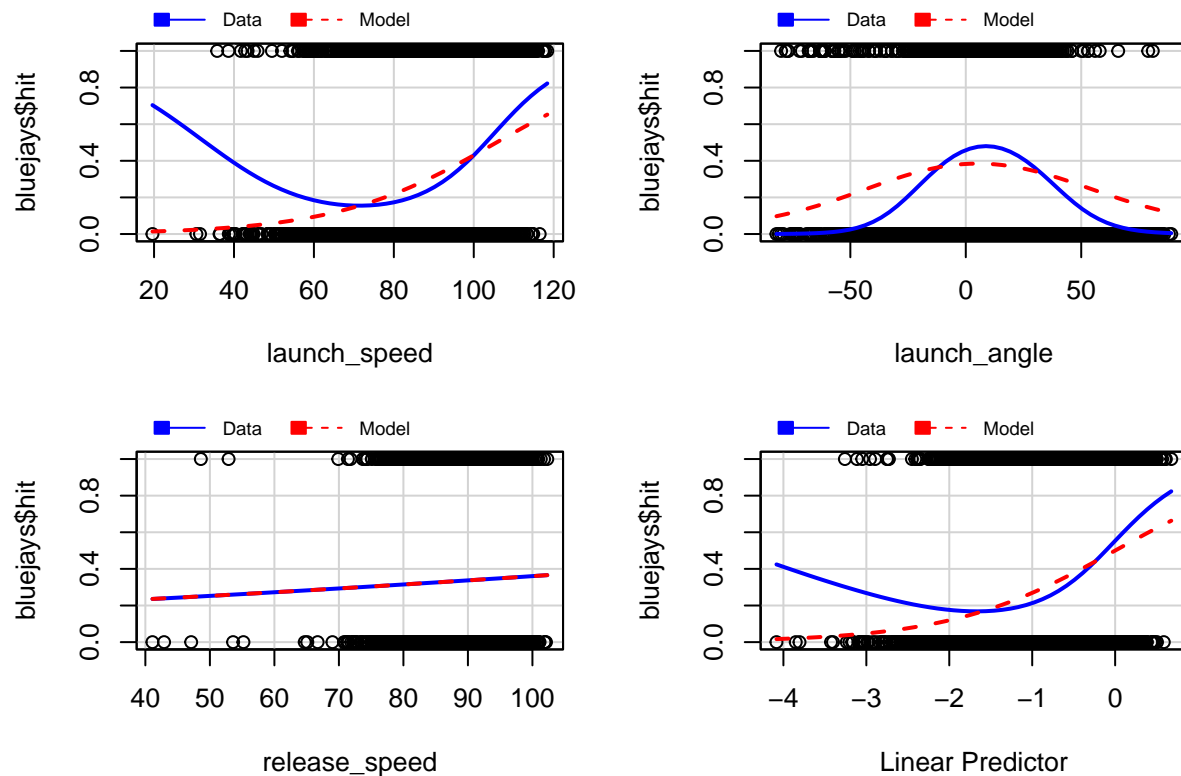 Data Model
bluejays$hit
0.0 0.4 0.8
20 40 60 80 100 120
launch_speed
Data Model
bluejays$hit
0.0 0.4 0.8
−50 0 50
launch_angle
Data Model
bluejays$hit
0.0 0.4 0.8
40 50 60 70 80 90 100
release_speed
Data Model
bluejays$hit
0.0 0.4 0.8
−4 −3 −2 −1 0
Linear Predictor